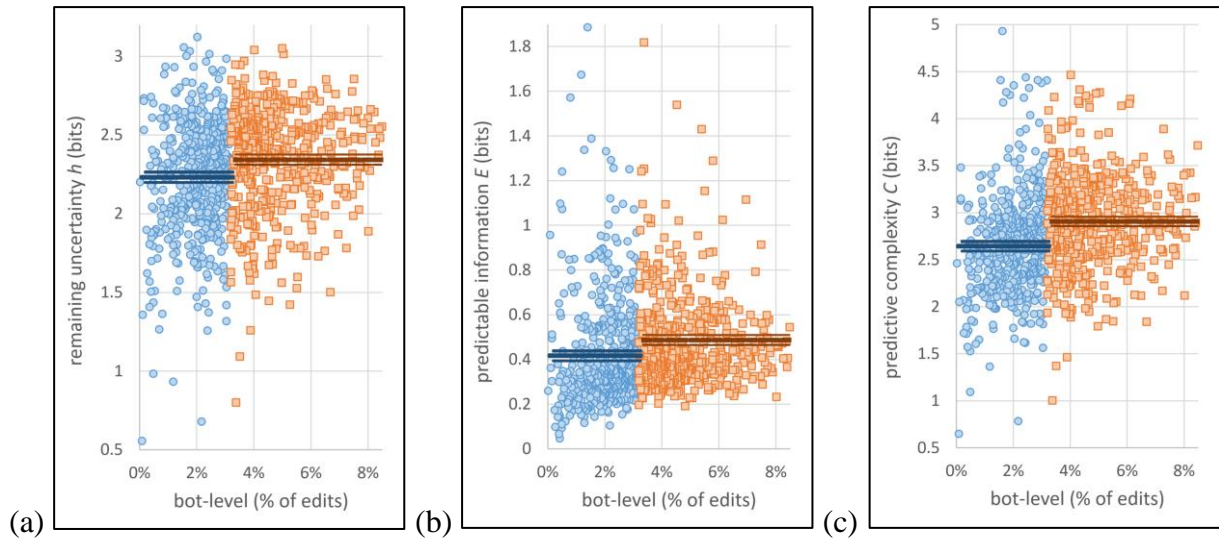 (a)
remaining uncertainty h (bits)
3
2.5
2
1.5
1
0.5
0% 2% 4% 6% 8%
bot-level (% of edits)
(b)
predictable information E (bits)
1.8
1.6
1.4
1.2
1
0.8
0.6
0.4
0.2
0
0% 2% 4% 6% 8%
bot-level (% of edits)
(c)
predictive complexity C (bits)
5
4.5
4
3.5
3
2.5
2
1.5
1
0.5
0% 2% 4% 6% 8%
bot-level (% of edits)